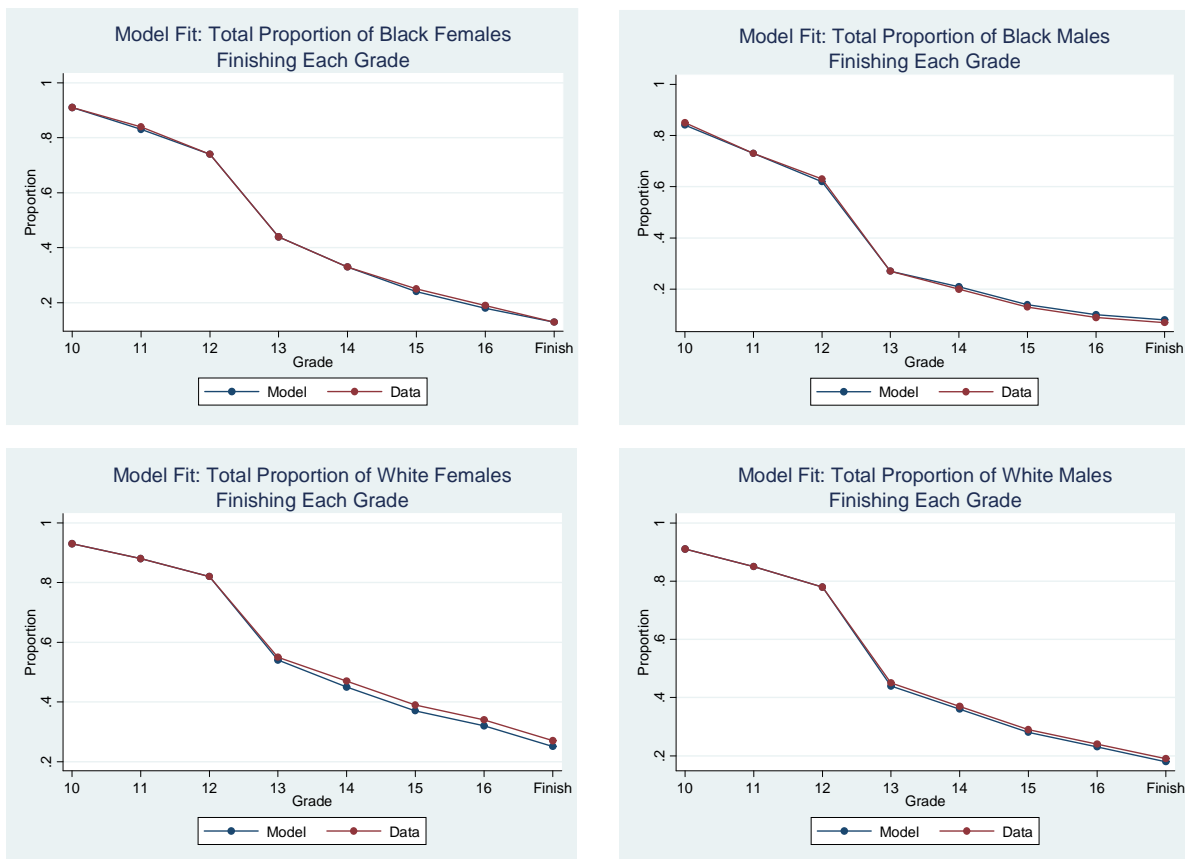 Model Fit: Total Proportion of Black Females
Finishing Each Grade
1
.8
.6
.4
.2
Proportion
10 11 12 13 14 15 16 Finish
Grade
Model Data
Model Fit: Total Proportion of Black Males
Finishing Each Grade
1
.8
.6
.4
.2
Proportion
10 11 12 13 14 15 16 Finish
Grade
Model Data
Model Fit: Total Proportion of White Females
Finishing Each Grade
1
.8
.6
.4
.2
Proportion
10 11 12 13 14 15 16 Finish
Grade
Model Data
Model Fit: Total Proportion of White Males
Finishing Each Grade
1
.8
.6
.4
.2
Proportion
10 11 12 13 14 15 16 Finish
Grade
Model Data